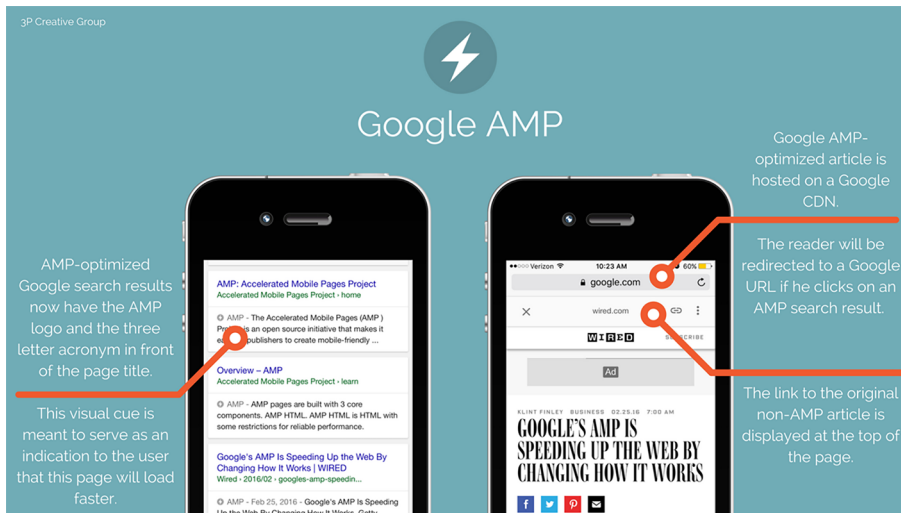 3P Creative Group
Google AMP
AMP-optimized
Google search results
now have the AMP
logo and the three
letter acronym in front
of the page title.
This visual cue is
meant to serve as an
indication to the user
that this page will load
faster.
AMP: Accelerated Mobile Pages Project
Accelerated Mobile Pages Project › home
AMP - The Accelerated Mobile Pages (AMP )
is an open source initiative that makes it
publishers to create mobile-friendly ...
Overview – AMP
Accelerated Mobile Pages Project › learn
AMP - AMP pages are built with 3 core
components. AMP HTML. AMP HTML is HTML with
some restrictions for reliable performance.
Google's AMP Is Speeding Up the Web By
Changing How It Works | WIRED
Wired › 2016/02 › googles-amp-speedin...
AMP - Feb 25, 2016 - Google's AMP Is Speeding
Up the Web By Changing How It Works. Getty
Verizon 10:23 AM 60%
google.com
wired.com
WIRED
Ad
KLINT FINLEY BUSINESS 02.25.16 7:00 AM
GOOGLE'S AMP IS
SPEEDING UP THE WEB BY
CHANGING HOW IT WORKS
Google AMP-
optimized article is
hosted on a Google
CDN.
The reader will be
redirected to a Google
URL if he clicks on an
AMP search result.
The link to the original
non-AMP article is
displayed at the top of
the page.